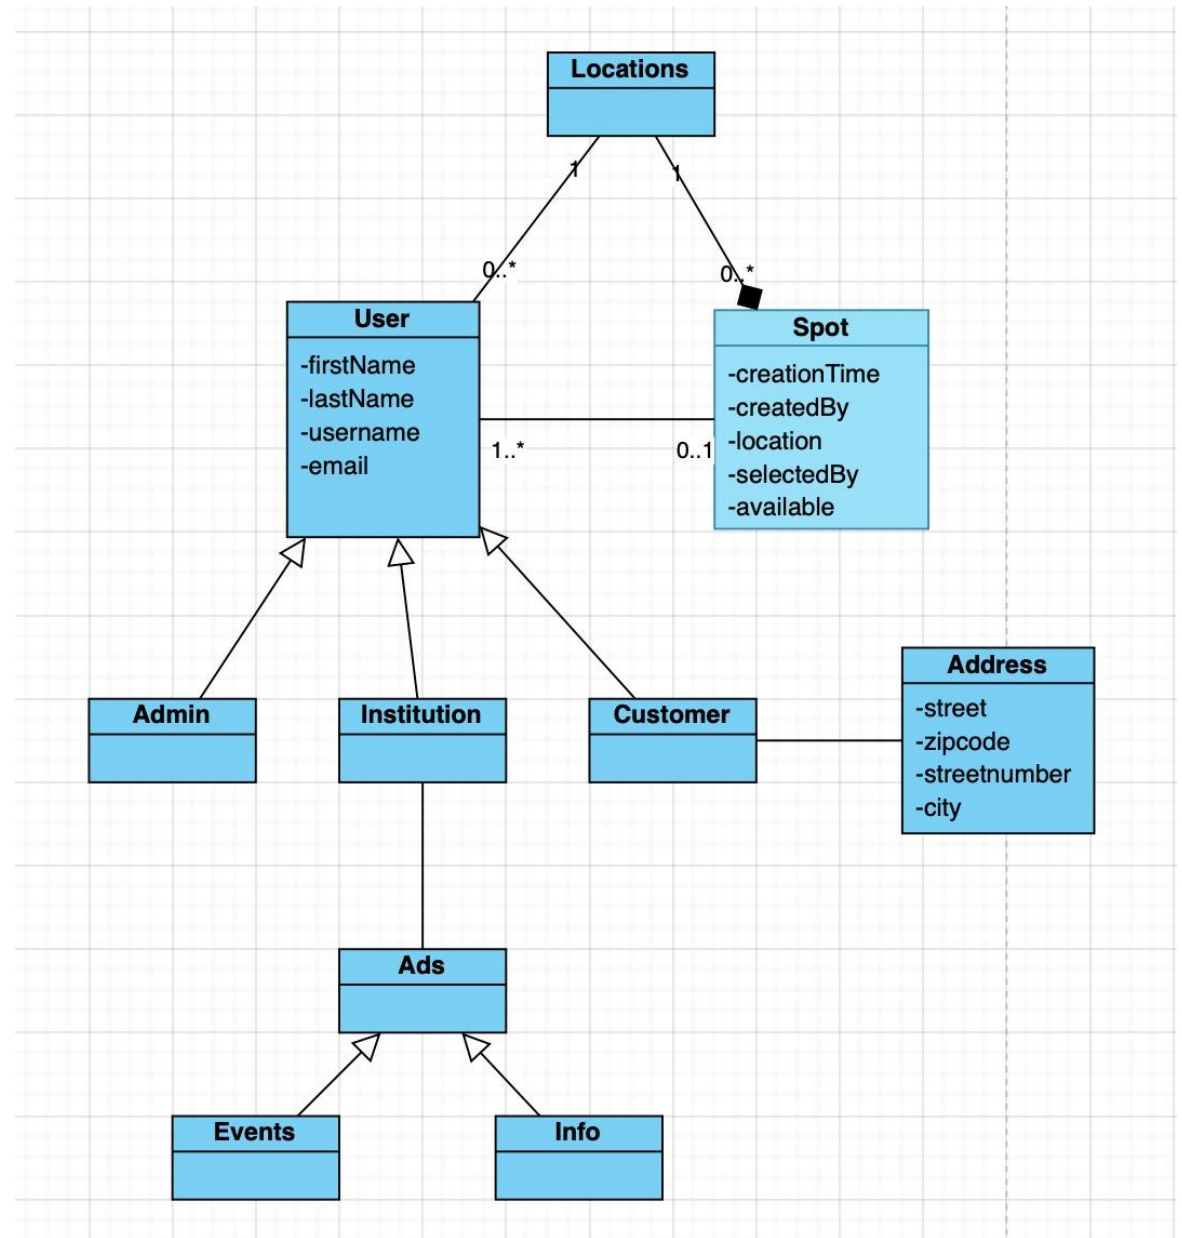 Locations
1
1
0..*
0..*
User
-firstName
-lastName
-username
-email
Spot
-creationTime
-createdBy
-location
-selectedBy
-available
1..*
0..1
Admin
Institution
Customer
Address
-street
-zipcode
-streetnumber
-city
Ads
Events
Info